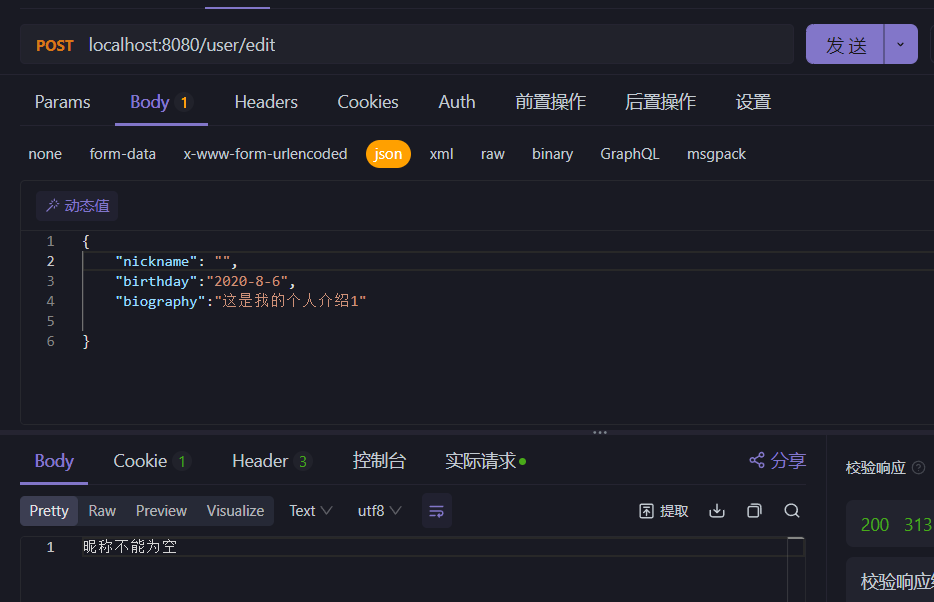 POST localhost:8080/user/edit 发 送
Params Body 1 Headers Cookies Auth 前置操作 后置操作 设置
none form-data x-www-form-urlencoded json xml raw binary GraphQL msgpack
动态值
1 {
2 "nickname": "",
3 "birthday":"2020-8-6",
4 "biography":"这是我的个人介绍1"
5
6 }
Body Cookie 1 Header 3 控制台 实际请求 分享 校验响应
Pretty Raw Preview Visualize Text utf8 提取
200 313
1 昵称不能为空
校验响应